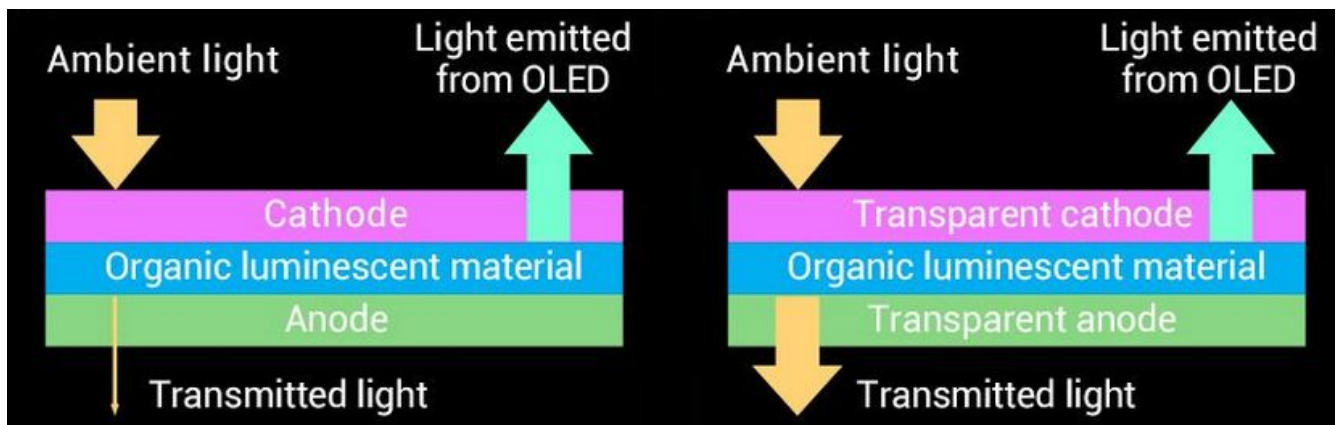 Ambient light
Light emitted
from OLED
Cathode
Organic luminescent material
Anode
Transmitted light
Ambient light
Light emitted
from OLED
Transparent cathode
Organic luminescent material
Transparent anode
Transmitted light